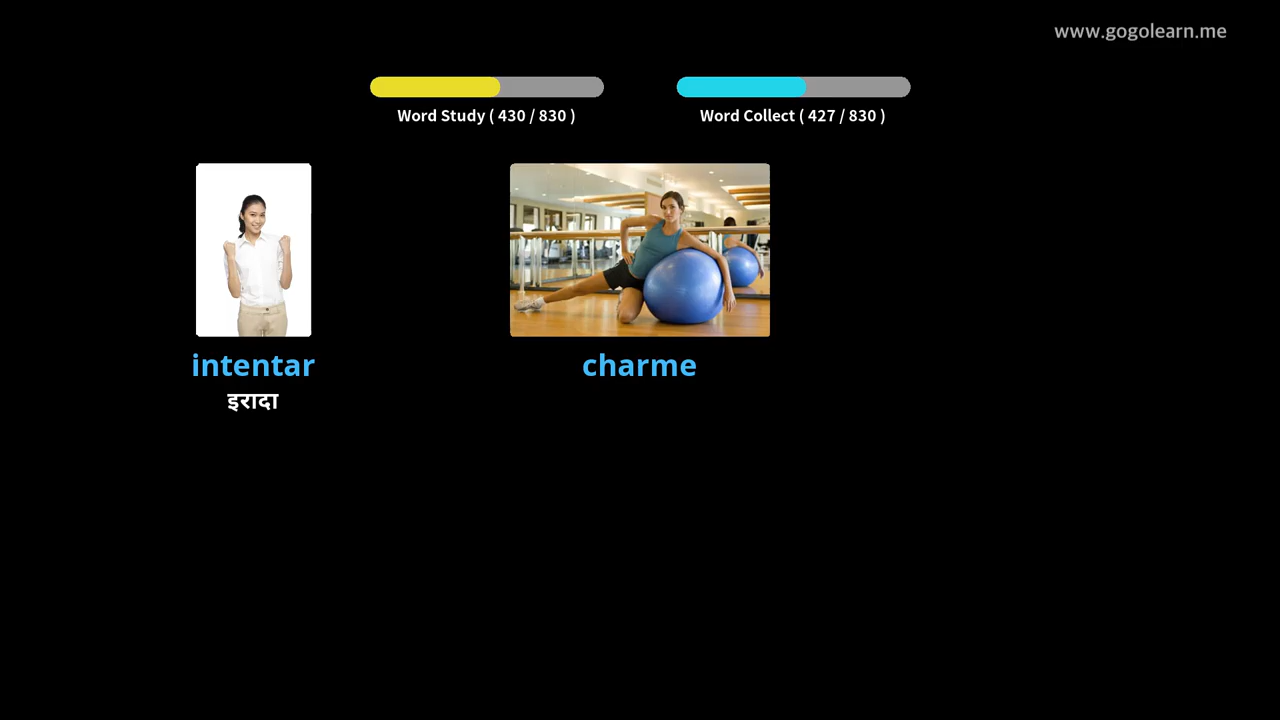 www.gogolearn.me
Word Study ( 430 / 830 )
Word Collect ( 427 / 830 )
intentar
charme
इरादा